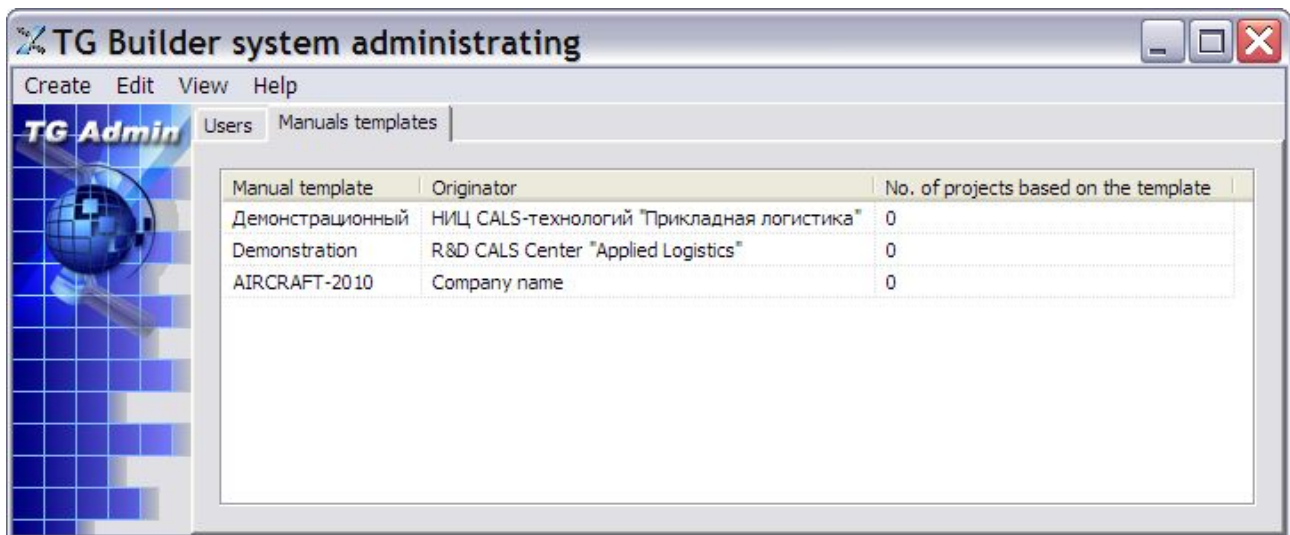 TG Builder system administrating
Create Edit View Help
TG Admin
Users Manuals templates
Manual template Originator No. of projects based on the template
Демонстрационный НИЦ CALS-технологий "Прикладная логистика" 0
Demonstration R&D CALS Center "Applied Logistics" 0
AIRCRAFT-2010 Company name 0